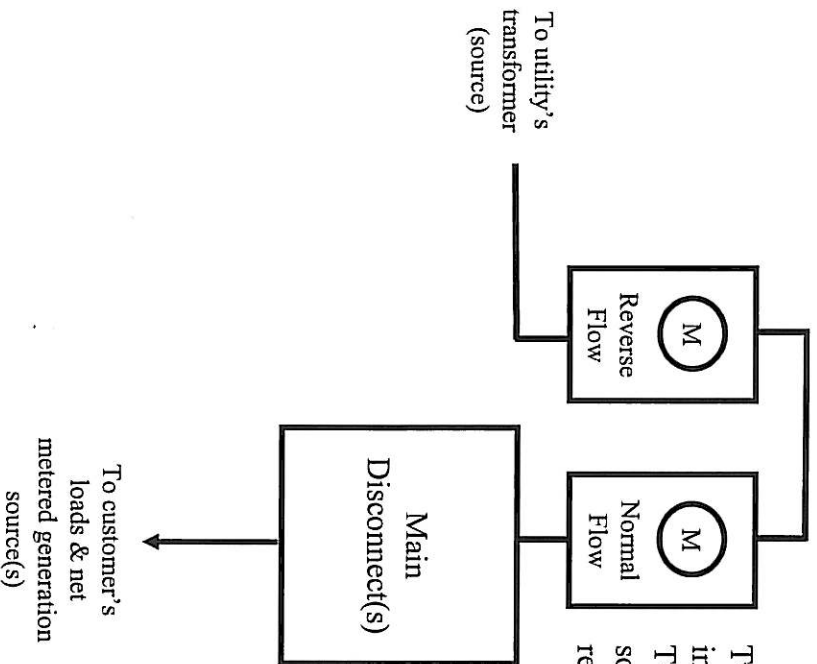 To utility's
transformer
(source)
M
Reverse
Flow
M
Normal
Flow
Main
Disconnect(s)
To customer's
loads & net
metered generation
source(s)